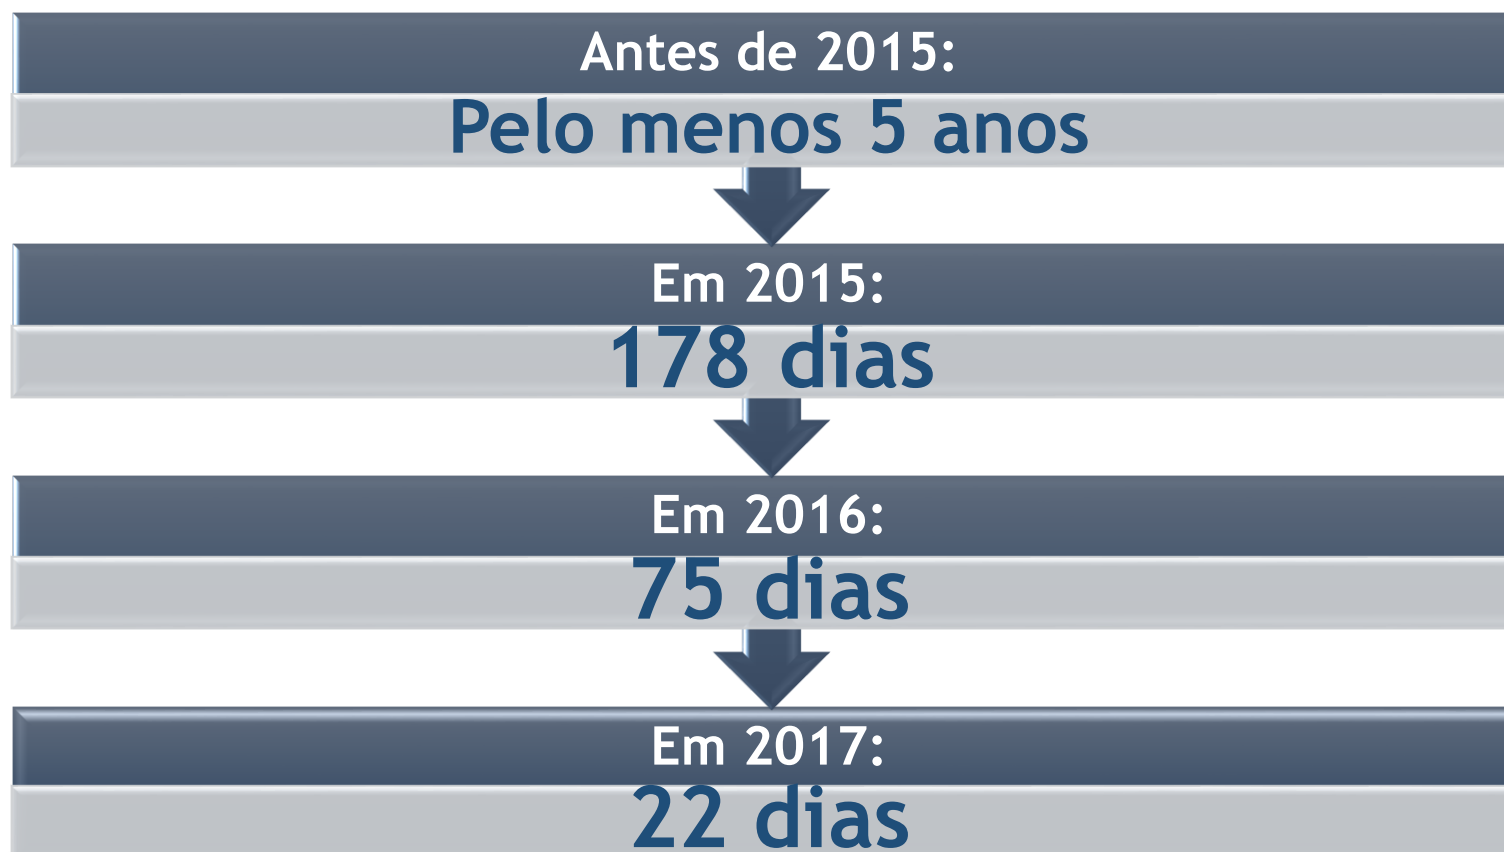 Antes de 2015:
Pelo menos 5 anos
Em 2015:
178 dias
Em 2016:
75 dias
Em 2017:
22 dias